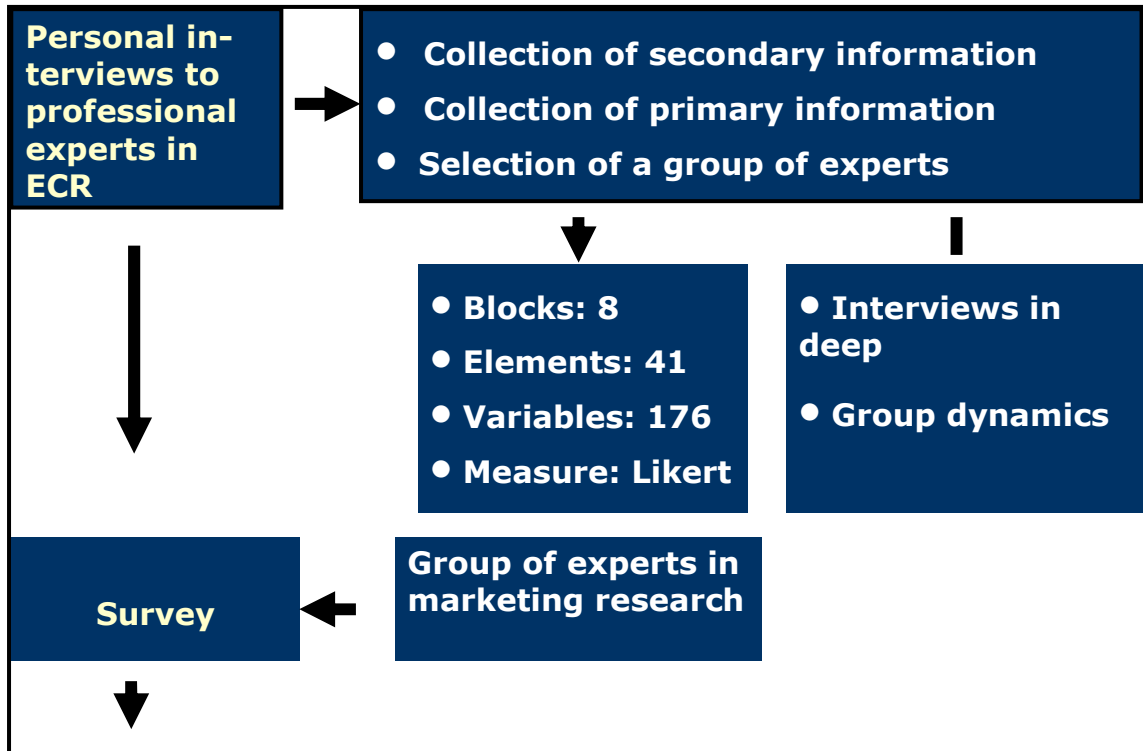 Personal in-
terviews to
professional
experts in
ECR
• Collection of secondary information
• Collection of primary information
• Selection of a group of experts
• Blocks: 8
• Elements: 41
• Variables: 176
• Measure: Likert
• Interviews in
deep
• Group dynamics
Survey
Group of experts in
marketing research